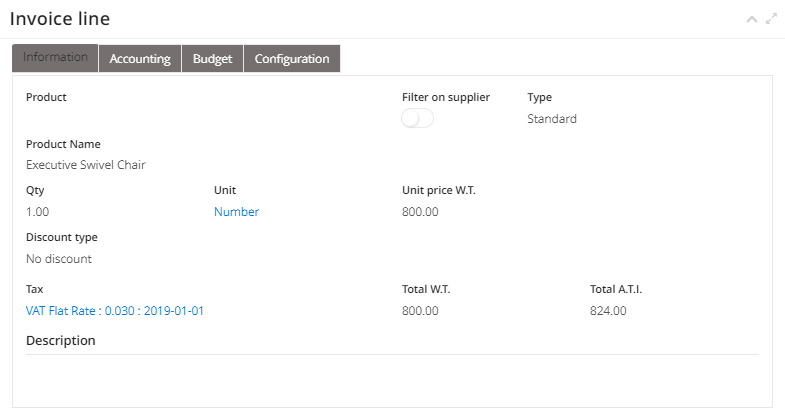 Invoice line
Information Accounting Budget Configuration
Product Filter on supplier Type
Standard
Product Name
Executive Swivel Chair
Qty Unit Unit price W.T.
1.00 Number 800.00
Discount type
No discount
Tax Total W.T. Total A.T.I.
VAT Flat Rate : 0.030 : 2019-01-01 800.00 824.00
Description